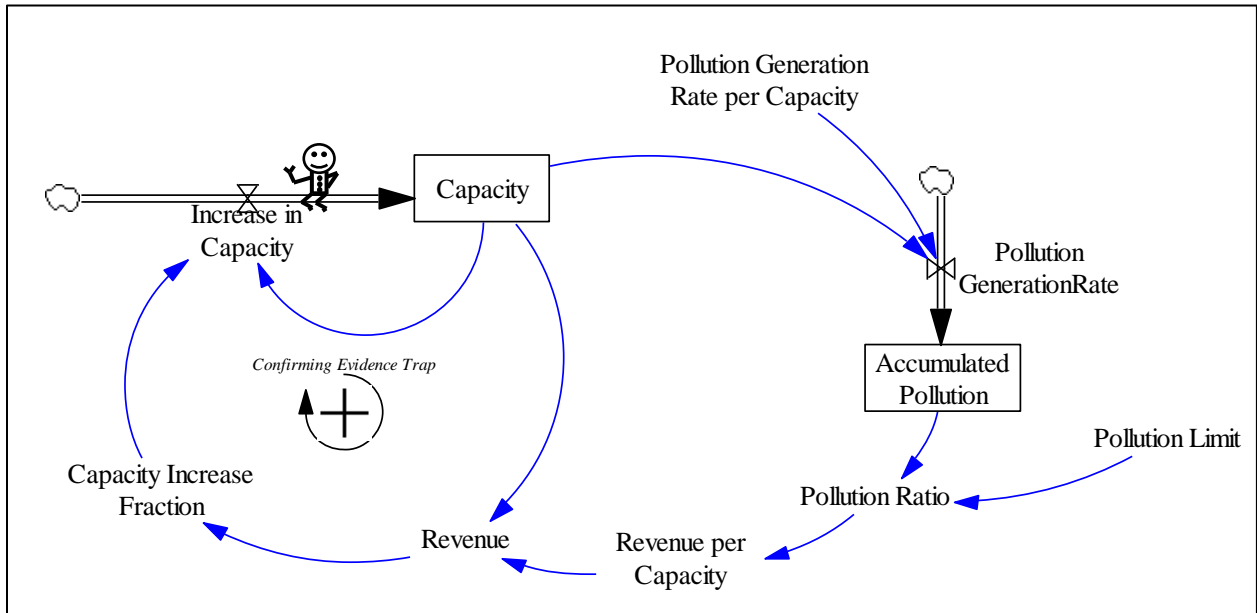 Pollution Generation
Rate per Capacity
Capacity
Increase in
Capacity
Pollution
GenerationRate
Confirming Evidence Trap
Accumulated
Pollution
Pollution Limit
Capacity Increase
Fraction
Pollution Ratio
Revenue
Revenue per
Capacity